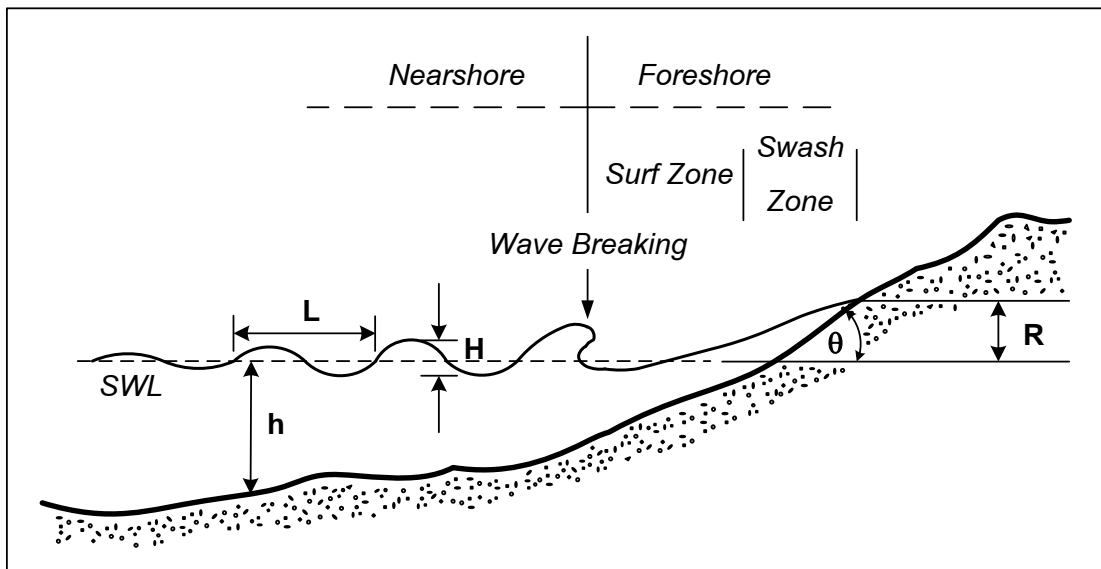 Nearshore
Foreshore
Surf Zone
Swash
Zone
Wave Breaking
L
H
SWL
h
θ
R